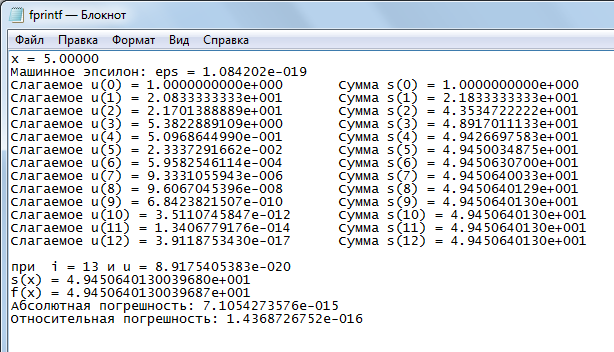 fprintf — Блокнот
Файл Правка Формат Вид Справка
x = 5.00000
Машинное эпсилон: eps = 1.084202e-019
Слагаемое u(0) = 1.0000000000e+000 Сумма s(0) = 1.0000000000e+000
Слагаемое u(1) = 2.0833333333e+001 Сумма s(1) = 2.1833333333e+001
Слагаемое u(2) = 2.1701388889e+001 Сумма s(2) = 4.3534722222e+001
Слагаемое u(3) = 5.3822889109e+000 Сумма s(3) = 4.8917011133e+001
Слагаемое u(4) = 5.0968644990e-001 Сумма s(4) = 4.9426697583e+001
Слагаемое u(5) = 2.3337291662e-002 Сумма s(5) = 4.9450034875e+001
Слагаемое u(6) = 5.9582546114e-004 Сумма s(6) = 4.9450630700e+001
Слагаемое u(7) = 9.3331055943e-006 Сумма s(7) = 4.9450640033e+001
Слагаемое u(8) = 9.6067045396e-008 Сумма s(8) = 4.9450640129e+001
Слагаемое u(9) = 6.8423821507e-010 Сумма s(9) = 4.9450640130e+001
Слагаемое u(10) = 3.5110745847e-012 Сумма s(10) = 4.9450640130e+001
Слагаемое u(11) = 1.3406779176e-014 Сумма s(11) = 4.9450640130e+001
Слагаемое u(12) = 3.9118753430e-017 Сумма s(12) = 4.9450640130e+001
при i = 13 и u = 8.9175405383e-020
s(x) = 4.9450640130039680e+001
f(x) = 4.9450640130039687e+001
Абсолютная погрешность: 7.1054273576e-015
Относительная погрешность: 1.4368726752e-016